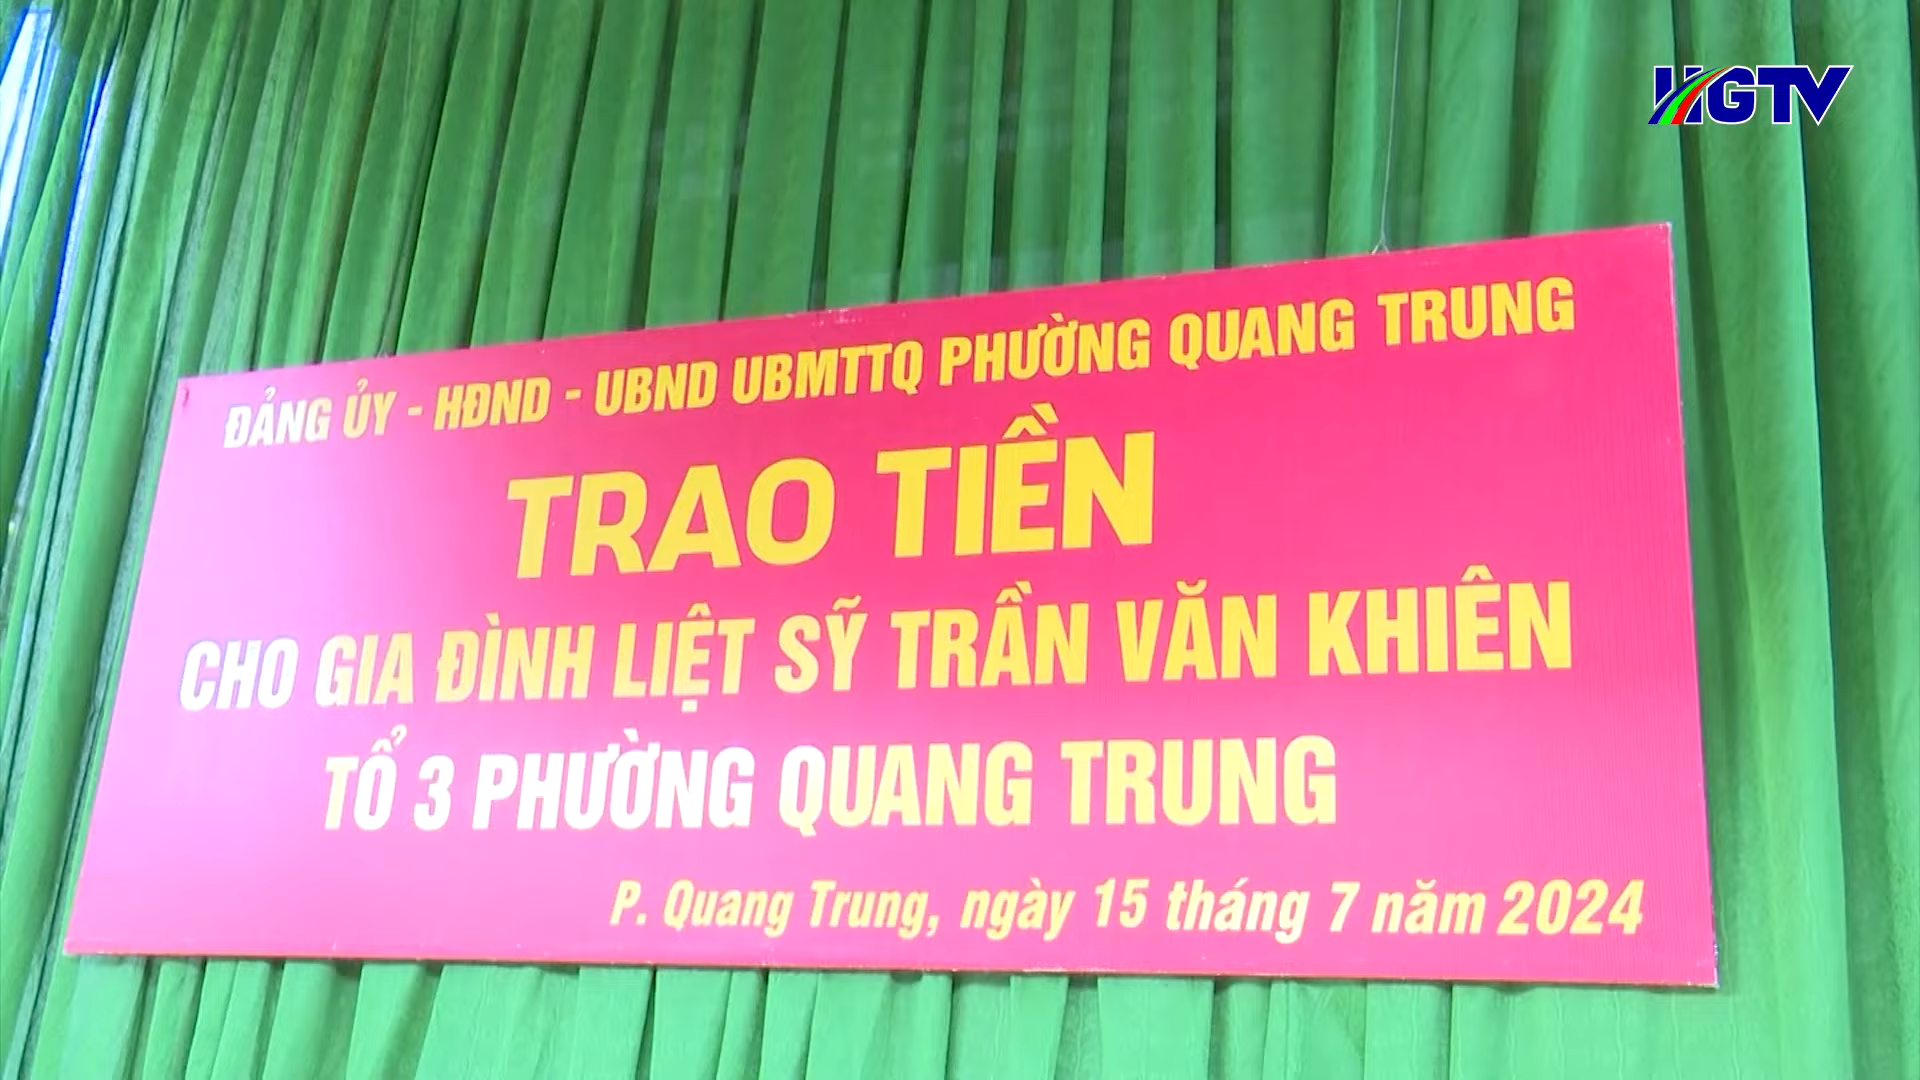 HGTV
ĐẢNG ỦY - HĐND - UBND UBMTTQ PHƯỜNG QUANG TRUNG
TRAO TIỀN
CHO GIA ĐÌNH LIỆT SỸ TRẦN VĂN KHIÊN
TỔ 3 PHƯỜNG QUANG TRUNG
P. Quang Trung, ngày 15 tháng 7 năm 2024